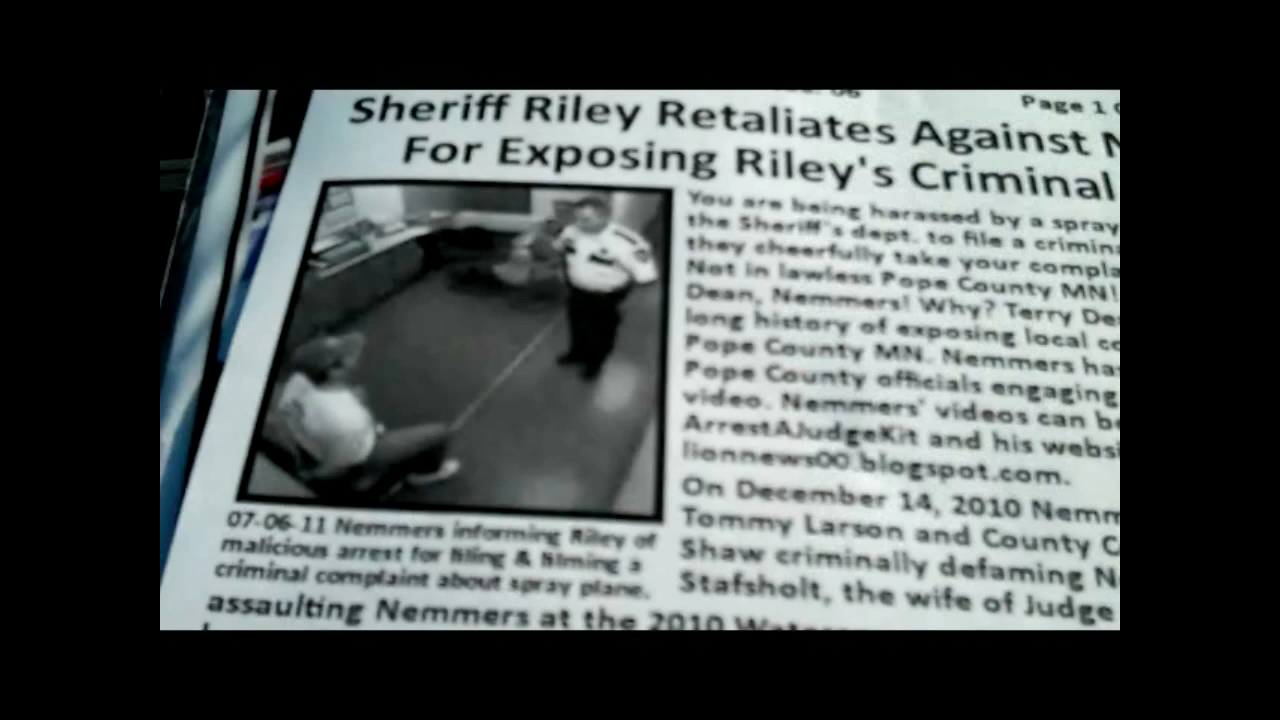 Page 1
Sheriff Riley Retaliates Against
For Exposing Riley's Criminal
You are being harassed by a spray
the Sheriff's dept. to file a crimina
they cheerfully take your compla
Not in lawless Pope County MN!
Dean, Nemmers! Why? Terry De
long history of exposing local co
Pope County MN. Nemmers ha
Pope County officials engaging
video. Nemmers' videos can be
ArrestAJudgeKit and his websi
lionnews00.blogspot.com.
On December 14, 2010 Nemm
Tommy Larson and County C
Shaw criminally defaming N
Stafsholt, the wife of Judge
07-06-11 Nemmers informing Riley of
malicious arrest for filing & filming a
criminal complaint about spray plane.
assaulting Nemmers at the 2010